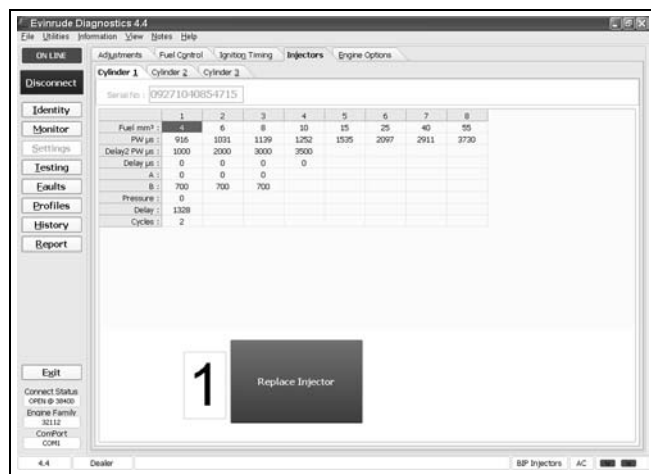 Evinrude Diagnostics 4.4
File Utilities Information View Notes Help
ON LINE
Adjustments Fuel Control Ignition Timing Injectors Engine Options
Disconnect
Cylinder 1 Cylinder 2 Cylinder 3
Serial No : 09271040854715
Identity
Monitor
Settings
Testing
Faults
Profiles
History
Report
1 2 3 4 5 6 7 8
Fuel mm³ : 4 6 8 10 15 25 40 55
PW µs : 916 1031 1139 1252 1535 2097 2911 3730
Delay2 PW µs : 1000 2000 3000 3500
Delay µs : 0 0 0 0
A : 0 0 0
B : 700 700 700
Pressure : 0
Delay : 1328
Cycles : 2
1
Replace Injector
Exit
Connect Status
OPEN @ 38400
Engine Family
32112
ComPort
COM1
4.4 Dealer BIP Injectors AC